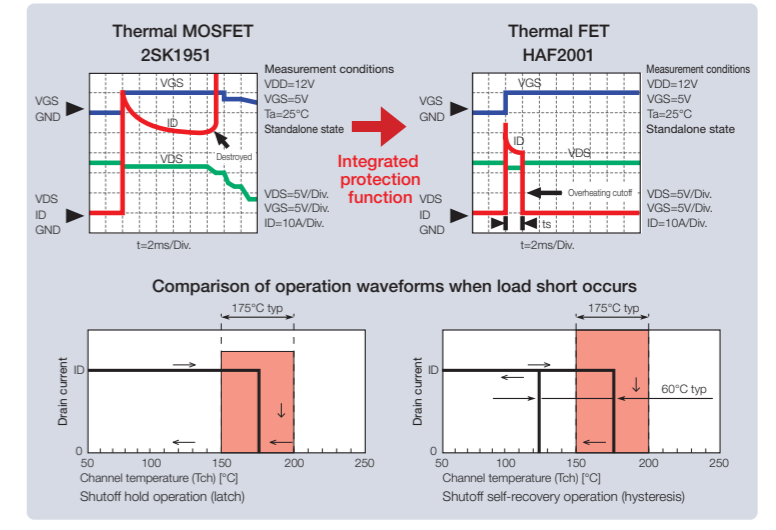 Thermal MOSFET
2SK1951
Measurement conditions
VDD=12V
VGS=5V
Ta=25°C
Standalone state
VGS
GND
VGS
ID
Destroyed
VDS
VDS
ID
GND
VDS=5V/Div.
VGS=5V/Div.
ID=10A/Div.
t=2ms/Div.
Integrated
protection
function
Thermal FET
HAF2001
Measurement conditions
VDD=12V
VGS=5V
Ta=25°C
Standalone state
VGS
GND
VGS
ID
VDS
Overheating cutoff
VDS
ID
GND
ts
VDS=5V/Div.
VGS=5V/Div.
ID=10A/Div.
t=2ms/Div.
Comparison of operation waveforms when load short occurs
175°C typ
Drain current
ID
0
50 100 150 200 250
Channel temperature (Tch) [°C]
Shutoff hold operation (latch)
175°C typ
Drain current
ID
60°C typ
0
50 100 150 200 250
Channel temperature (Tch) [°C]
Shutoff self-recovery operation (hysteresis)